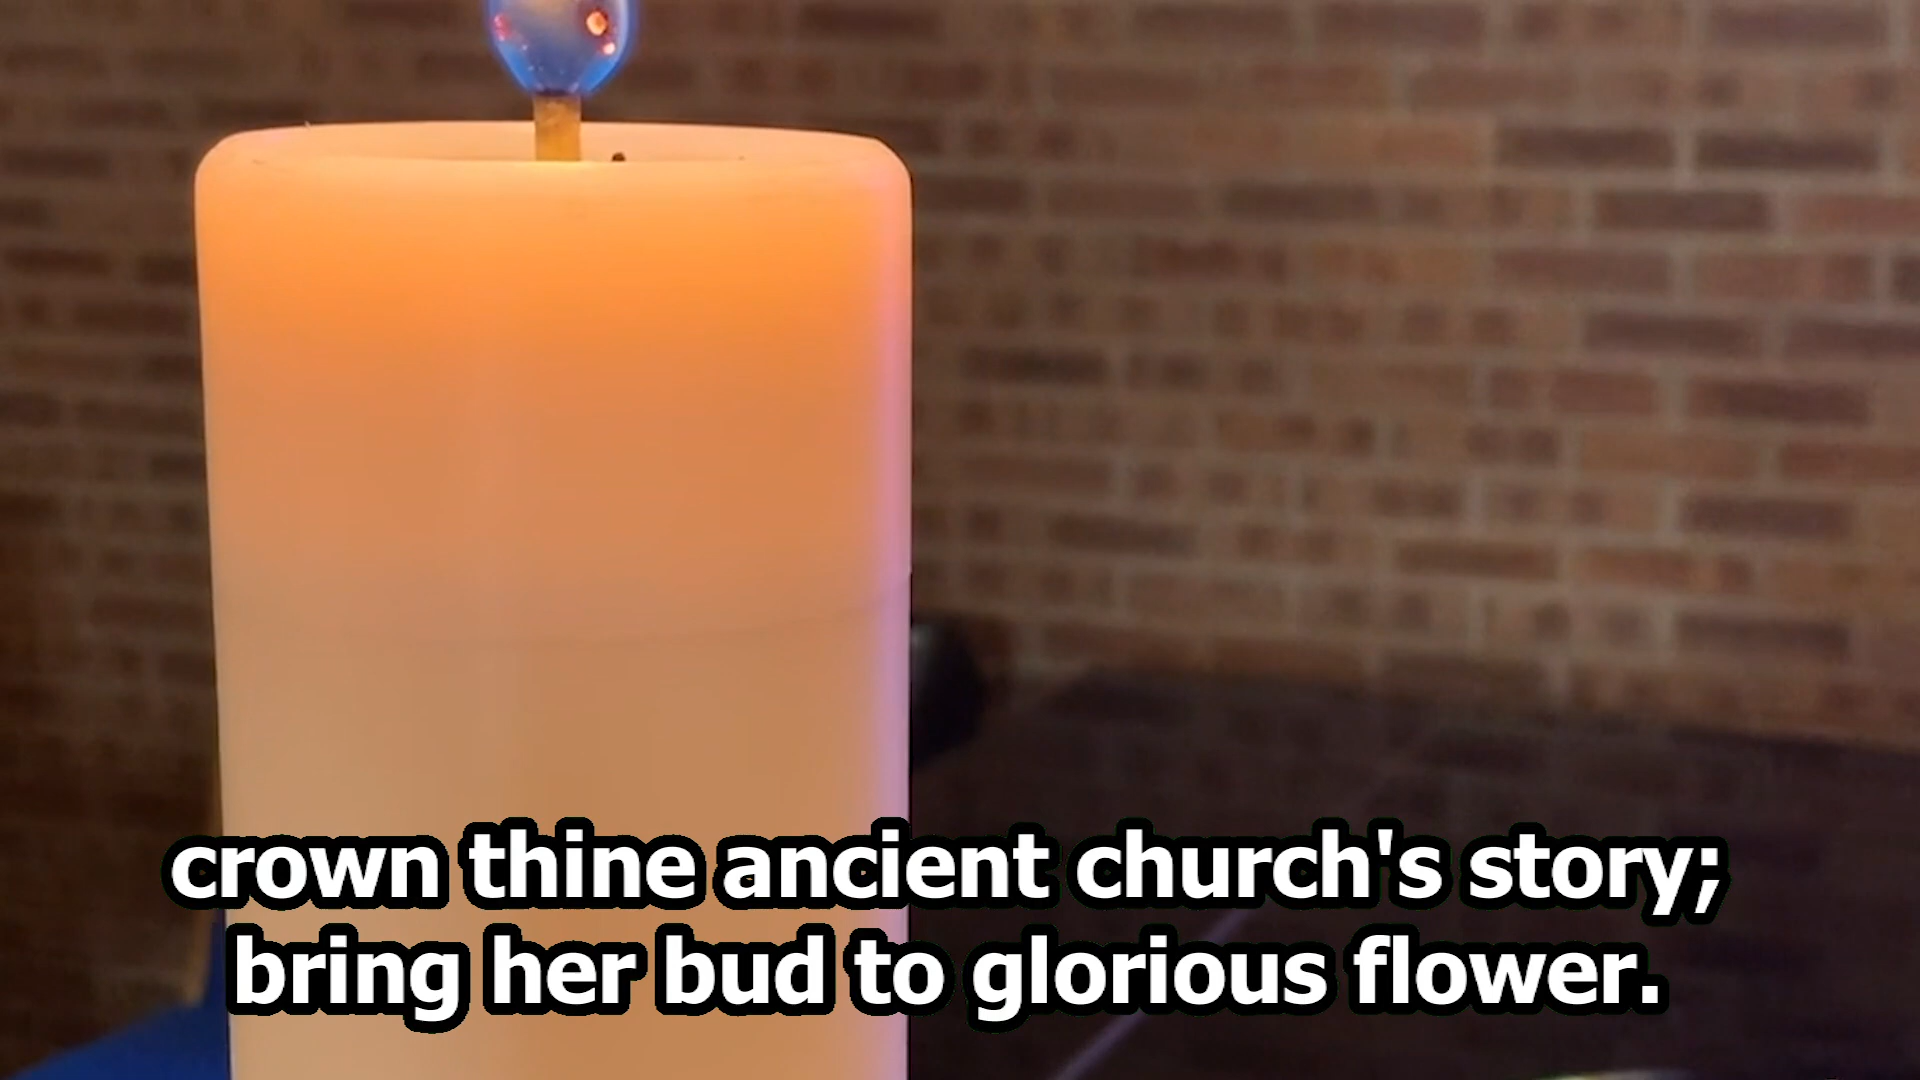 crown thine ancient church's story;
bring her bud to glorious flower.